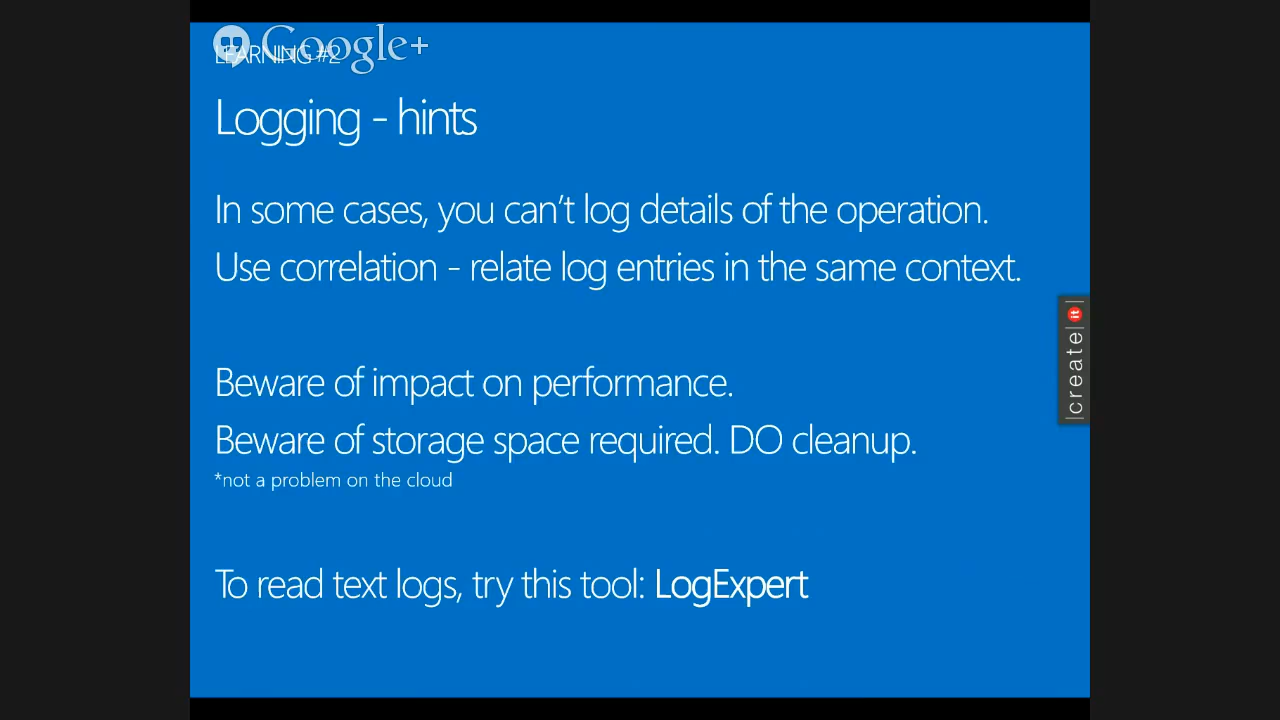 Google+
LEARNING #2
Logging - hints
In some cases, you can't log details of the operation.
Use correlation - relate log entries in the same context.
Beware of impact on performance.
Beware of storage space required. DO cleanup.
*not a problem on the cloud
To read text logs, try this tool: LogExpert
|create|it|